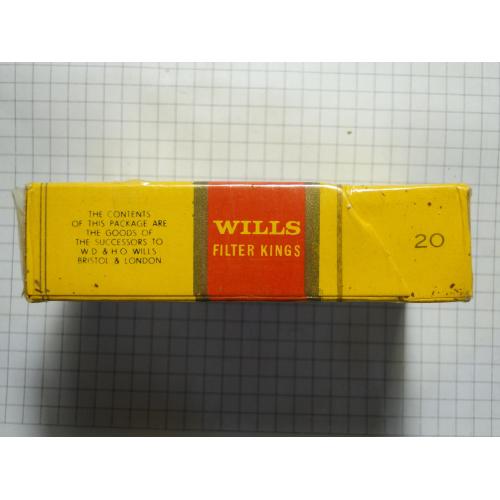 THE CONTENTS
OF THIS PACKAGE ARE
THE GOODS OF
THE SUCCESSORS TO
W.D. & H.O. WILLS
BRISTOL & LONDON
WILLS
FILTER KINGS
20